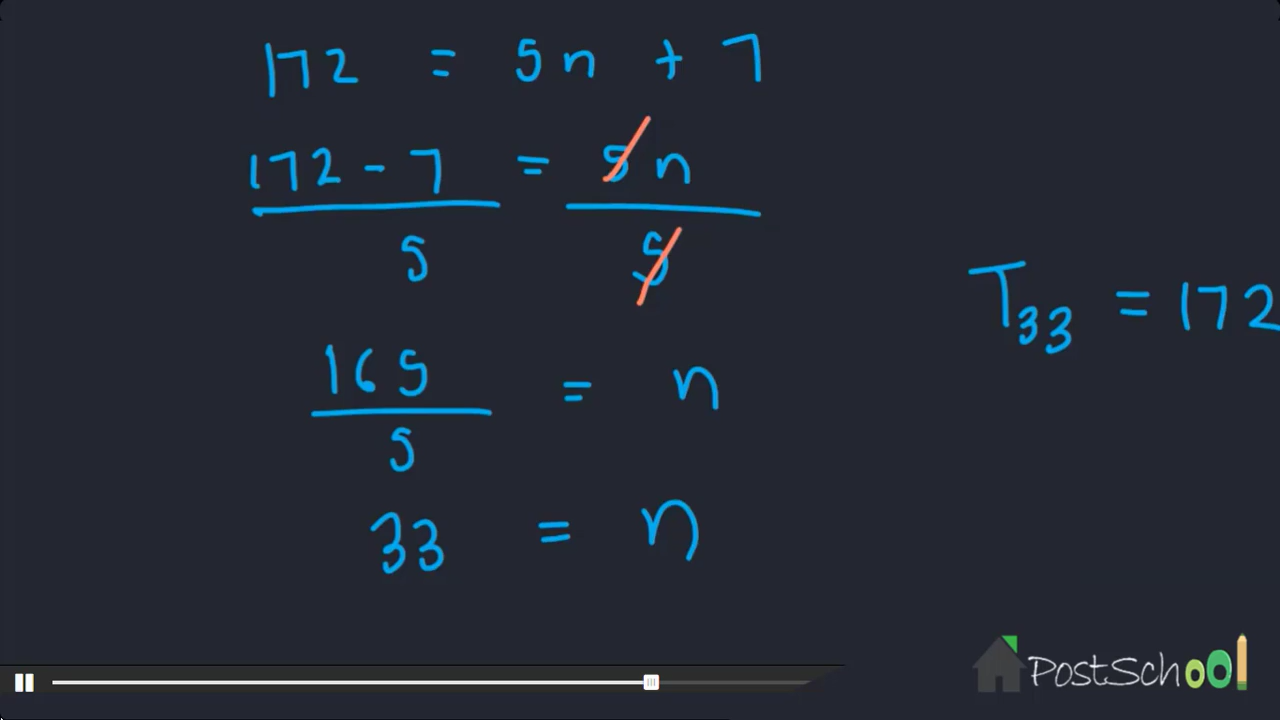 172 = 5n + 7
172 - 7 = 5n
5 5
T33 = 172
165 = n
5
33 = n
PostSchool